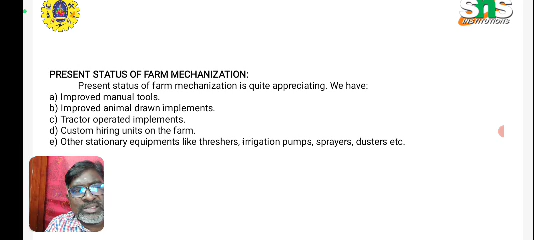 SNS
INSTITUTIONS
PRESENT STATUS OF FARM MECHANIZATION:
Present status of farm mechanization is quite appreciating. We have:
a) Improved manual tools.
b) Improved animal drawn implements.
c) Tractor operated implements.
d) Custom hiring units on the farm.
e) Other stationary equipments like threshers, irrigation pumps, sprayers, dusters etc.